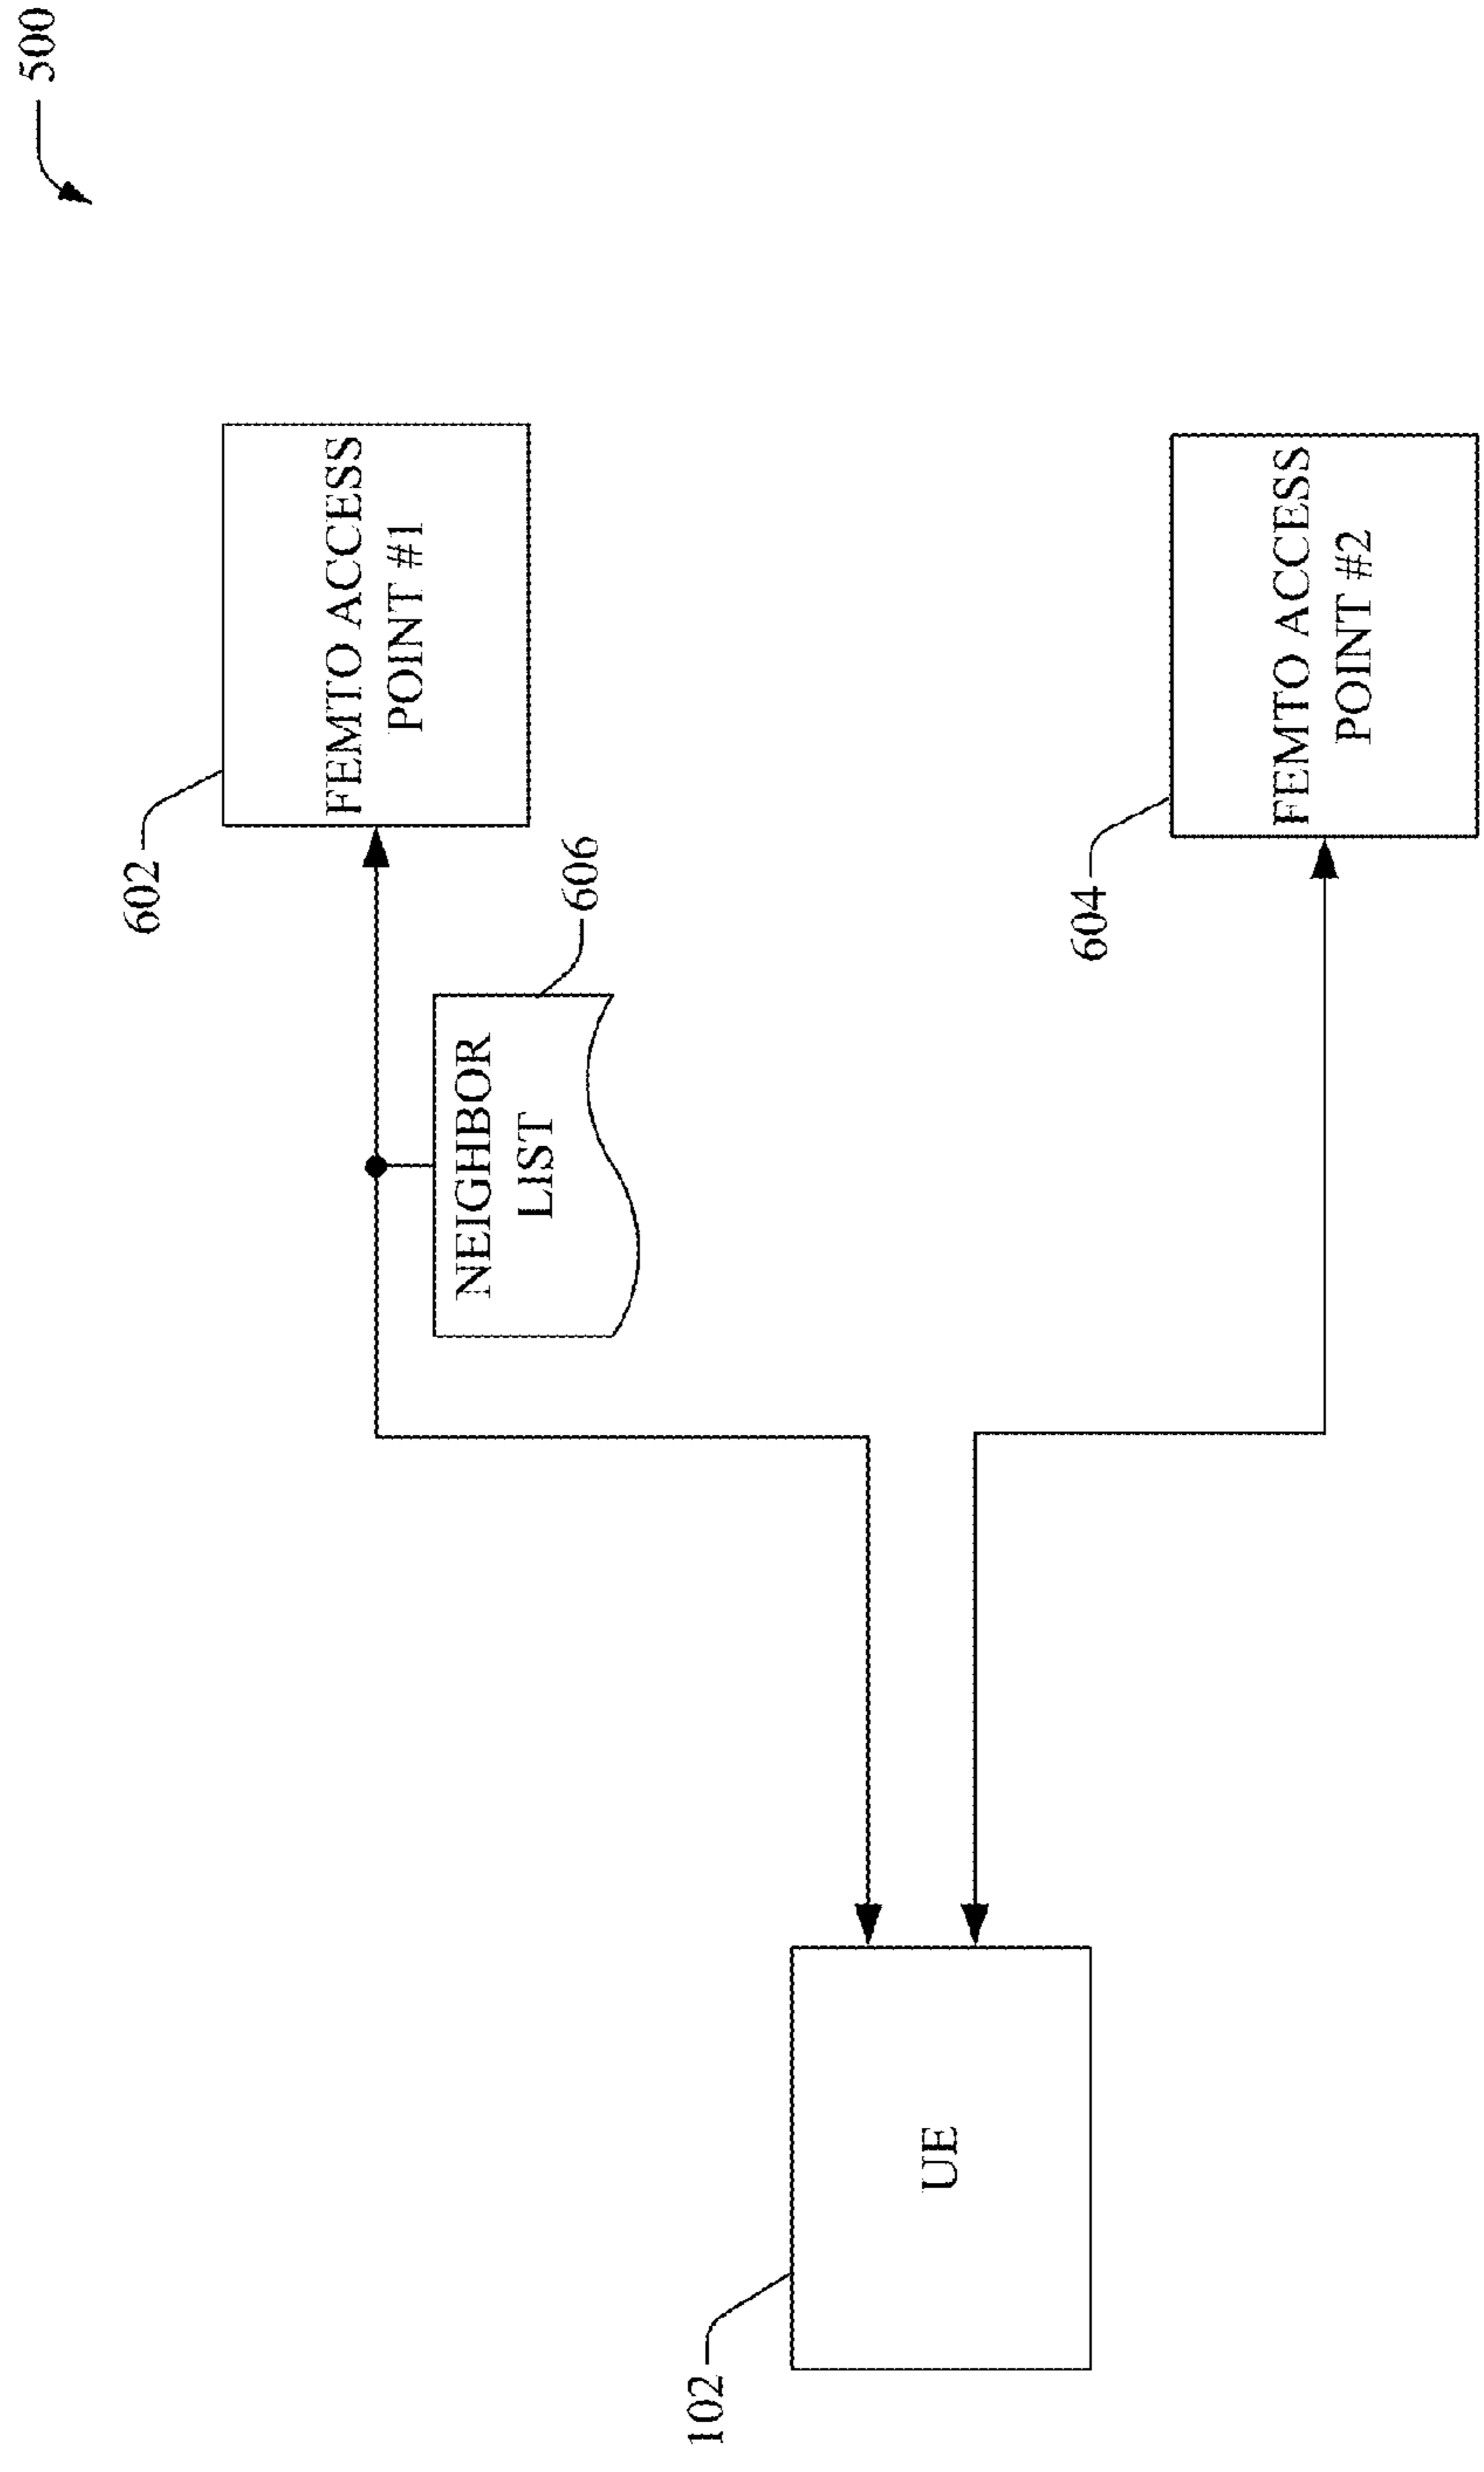 500
602
FEMTO ACCESS
POINT #1
606
NEIGHBOR
LIST
102
UE
604
FEMTO ACCESS
POINT #2